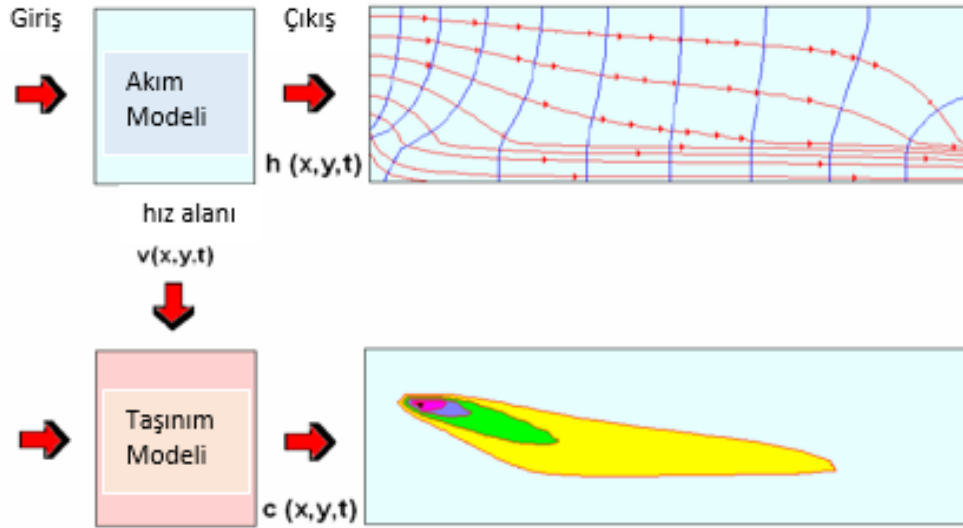 Giriş
Çıkış
Akım
Modeli
h (x,y,t)
hız alanı
v(x,y,t)
Taşınım
Modeli
c (x,y,t)